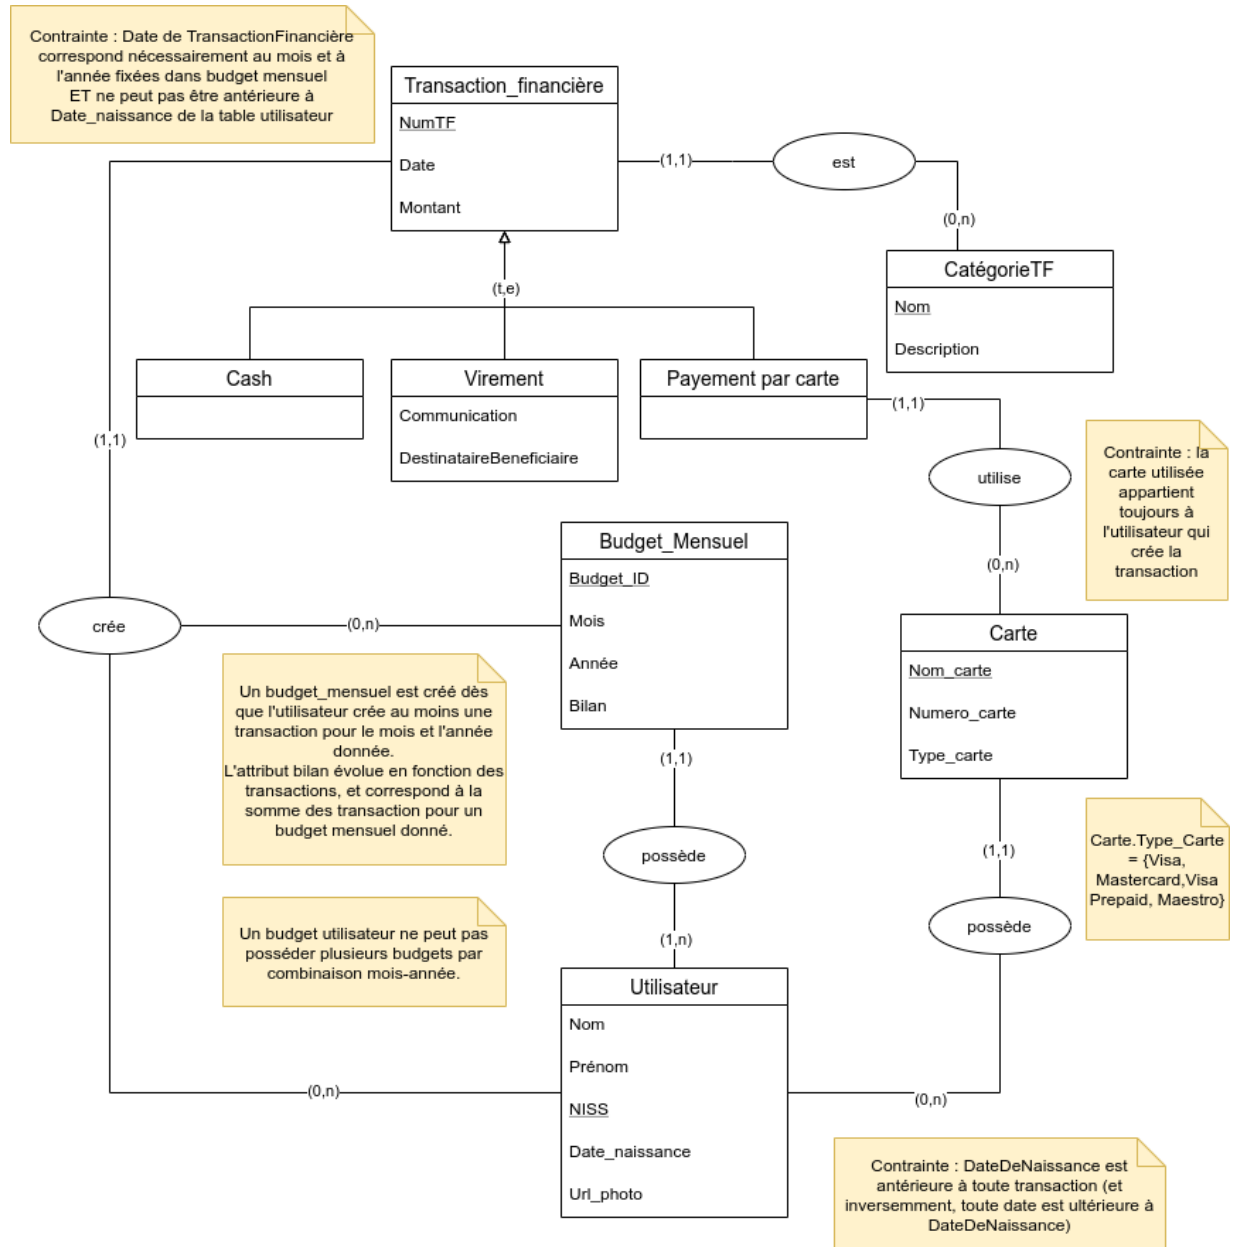 Contrainte : Date de TransactionFinancière
correspond nécessairement au mois et à
l'année fixées dans budget mensuel
ET ne peut pas être antérieure à
Date_naissance de la table utilisateur
Transaction_financière
NumTF
Date
Montant
(1,1)
est
(0,n)
CatégorieTF
Nom
Description
(t,e)
Cash
Virement
Communication
DestinataireBeneficiaire
Payement par carte
(1,1)
utilise
(0,n)
Contrainte : la
carte utilisée
appartient
toujours à
l'utilisateur qui
crée la
transaction
(1,1)
crée
(0,n)
Budget_Mensuel
Budget_ID
Mois
Année
Bilan
Carte
Nom_carte
Numero_carte
Type_carte
Un budget_mensuel est créé dès
que l'utilisateur crée au moins une
transaction pour le mois et l'année
donnée.
L'attribut bilan évolue en fonction des
transactions, et correspond à la
somme des transaction pour un
budget mensuel donné.
(1,1)
possède
(1,n)
(1,1)
possède
(0,n)
Carte.Type_Carte
= {Visa,
Mastercard,Visa
Prepaid, Maestro}
Un budget utilisateur ne peut pas
posséder plusieurs budgets par
combinaison mois-année.
(0,n)
Utilisateur
Nom
Prénom
NISS
Date_naissance
Url_photo
Contrainte : DateDeNaissance est
antérieure à toute transaction (et
inversemment, toute date est ultérieure à
DateDeNaissance)